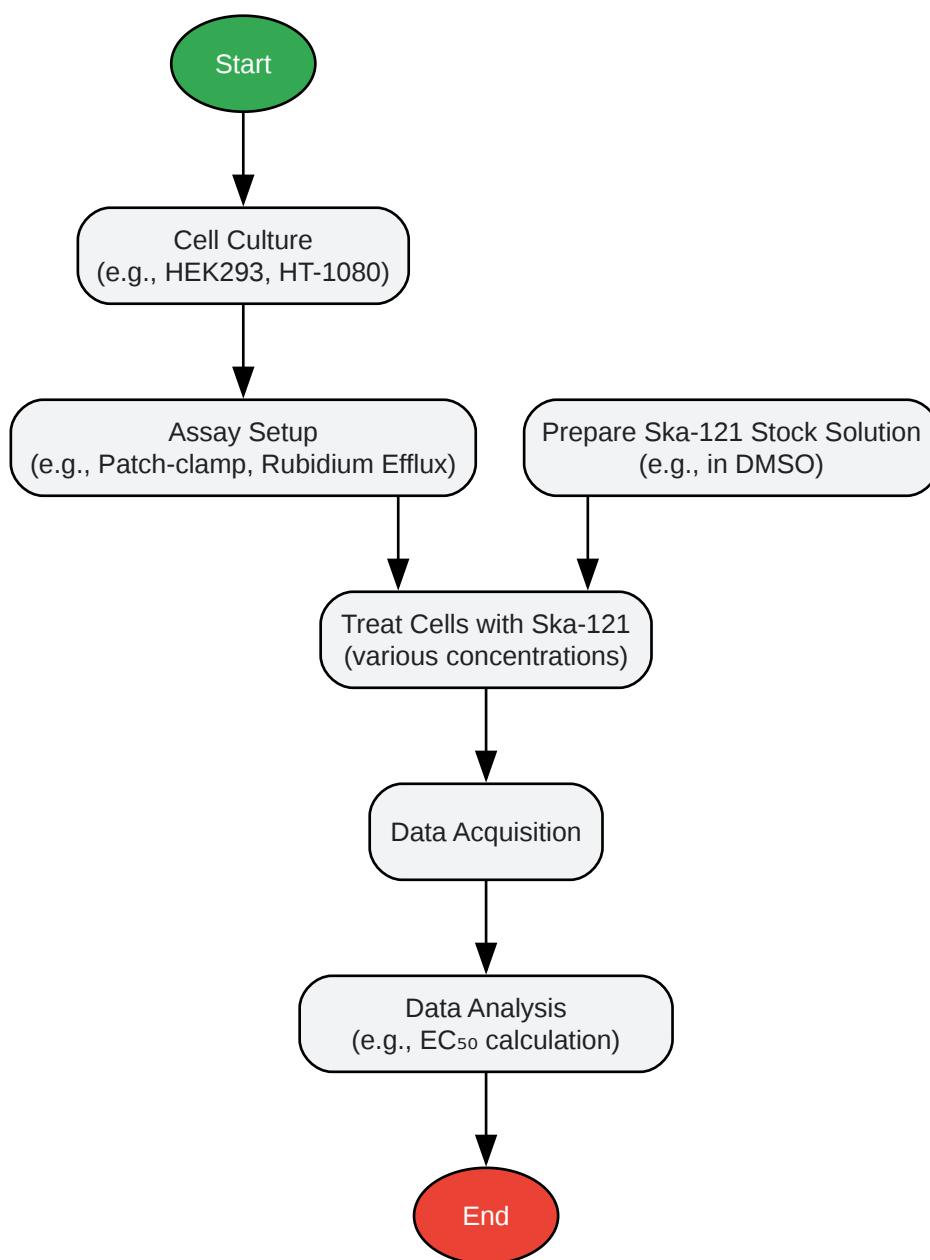 Start
Cell Culture
(e.g., HEK293, HT-1080)
Assay Setup
(e.g., Patch-clamp, Rubidium Efflux)
Prepare Ska-121 Stock Solution
(e.g., in DMSO)
Treat Cells with Ska-121
(various concentrations)
Data Acquisition
Data Analysis
(e.g., EC₅₀ calculation)
End